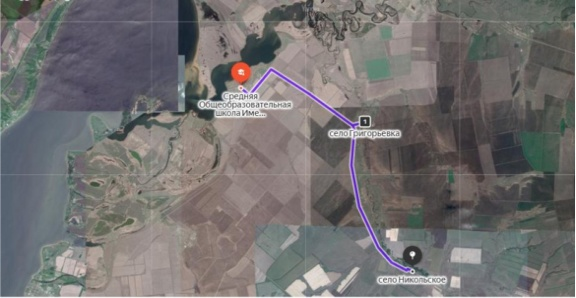 Средняя
Общеобразовательная
школа Име...
1
село Григорьевка
село Никольское